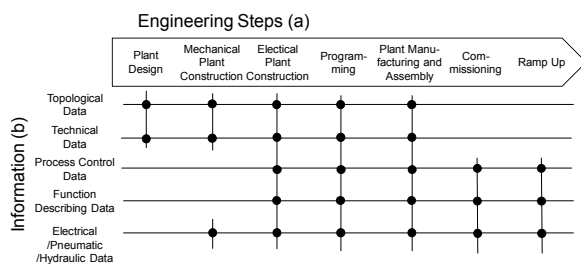 Engineering Steps (a)
Plant
Design
Mechanical
Plant
Construction
Electical
Plant
Construction
Program-
ming
Plant Manu-
facturing and
Assembly
Com-
missioning
Ramp Up
Information (b)
Topological
Data
Technical
Data
Process Control
Data
Function
Describing Data
Electrical
/Pneumatic
/Hydraulic Data